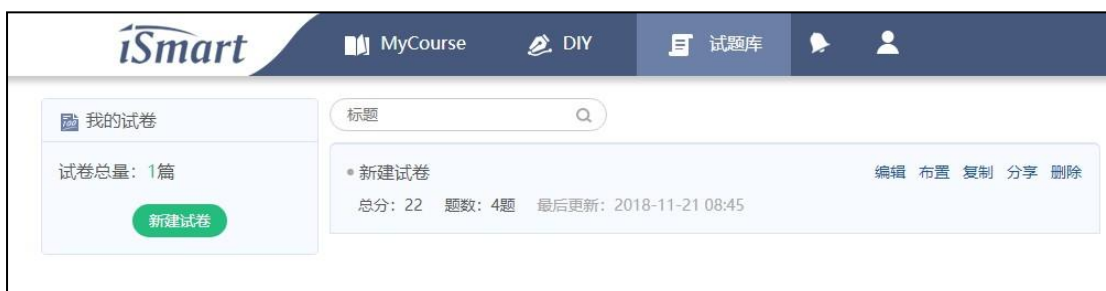 iSmart
MyCourse
DIY
试题库
我的试卷
试卷总量：1篇
新建试卷
标题
新建试卷
编辑 布置 复制 分享 删除
总分：22 题数：4题 最后更新：2018-11-21 08:45